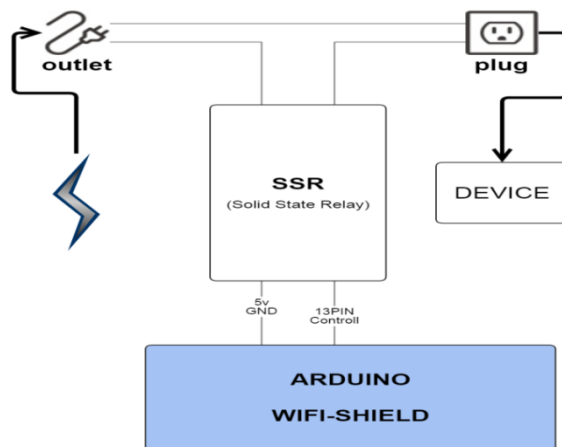 outlet
plug
SSR
(Solid State Relay)
DEVICE
5v
GND
13PIN
Controll
ARDUINO
WIFI-SHIELD